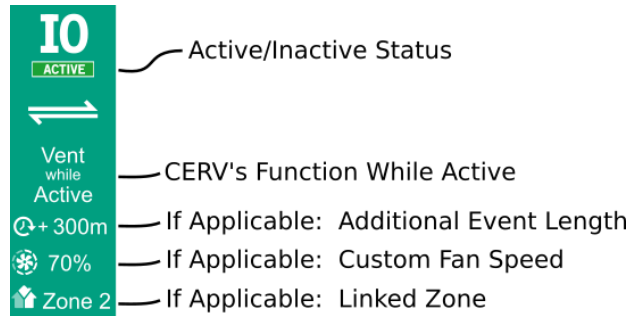 IO
ACTIVE
Active/Inactive Status
Vent
while
Active
CERV's Function While Active
+ 300m
If Applicable: Additional Event Length
70%
If Applicable: Custom Fan Speed
Zone 2
If Applicable: Linked Zone